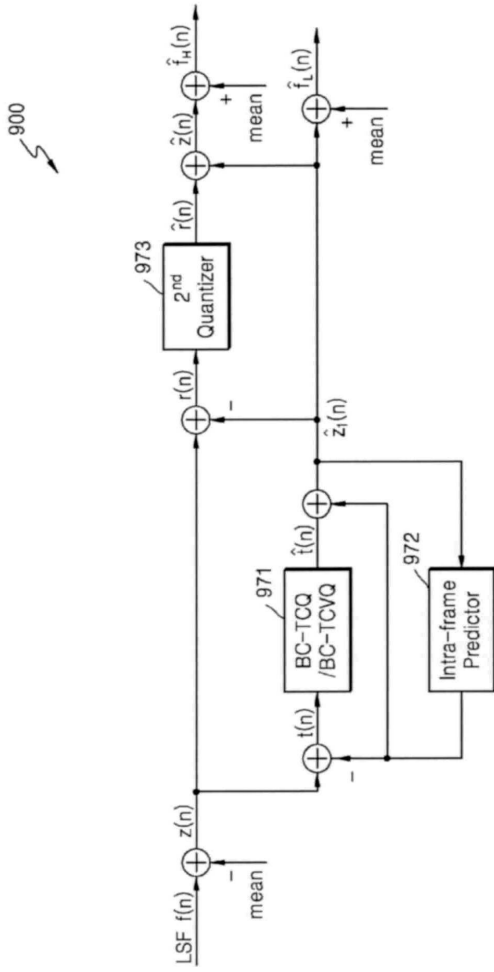 900
LSF f(n)
−
mean
z(n)
r(n)
−
973
2nd
Quantizer
r̂(n)
ẑ(n)
+
mean
f̂H(n)
t(n)
−
971
BC-TCQ
/BC-TCVQ
t̂(n)
ẑ1(n)
+
mean
f̂L(n)
972
Intra-frame
Predictor